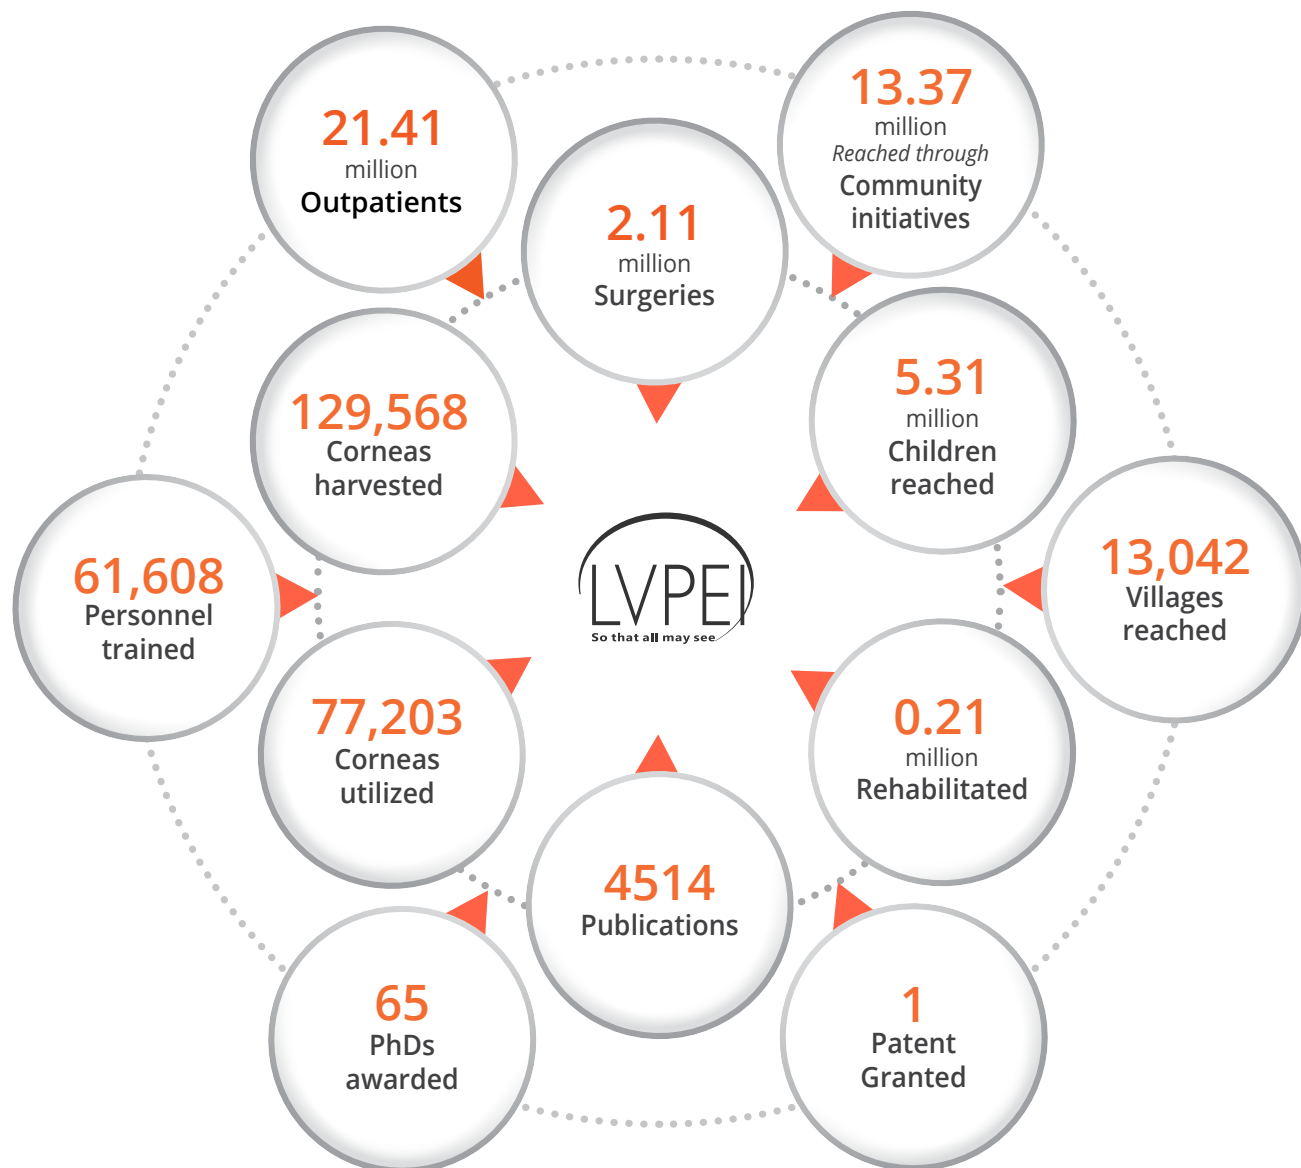 21.41
million
Outpatients
13.37
million
Reached through
Community
initiatives
2.11
million
Surgeries
129,568
Corneas
harvested
5.31
million
Children
reached
61,608
Personnel
trained
LVPEI
So that all may see
13,042
Villages
reached
77,203
Corneas
utilized
0.21
million
Rehabilitated
4514
Publications
65
PhDs
awarded
1
Patent
Granted